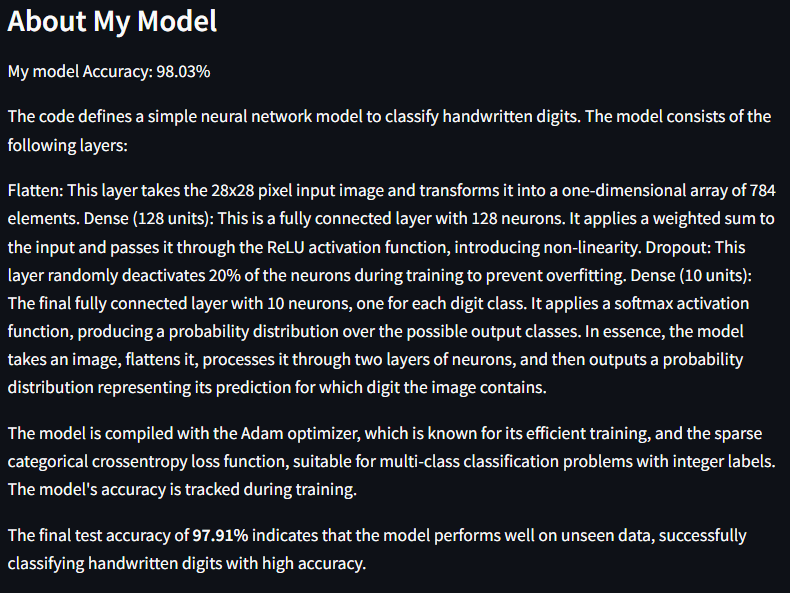 About My Model
My model Accuracy: 98.03%
The code defines a simple neural network model to classify handwritten digits. The model consists of the
following layers:
Flatten: This layer takes the 28x28 pixel input image and transforms it into a one-dimensional array of 784
elements. Dense (128 units): This is a fully connected layer with 128 neurons. It applies a weighted sum to
the input and passes it through the ReLU activation function, introducing non-linearity. Dropout: This
layer randomly deactivates 20% of the neurons during training to prevent overfitting. Dense (10 units):
The final fully connected layer with 10 neurons, one for each digit class. It applies a softmax activation
function, producing a probability distribution over the possible output classes. In essence, the model
takes an image, flattens it, processes it through two layers of neurons, and then outputs a probability
distribution representing its prediction for which digit the image contains.
The model is compiled with the Adam optimizer, which is known for its efficient training, and the sparse
categorical crossentropy loss function, suitable for multi-class classification problems with integer labels.
The model's accuracy is tracked during training.
The final test accuracy of 97.91% indicates that the model performs well on unseen data, successfully
classifying handwritten digits with high accuracy.